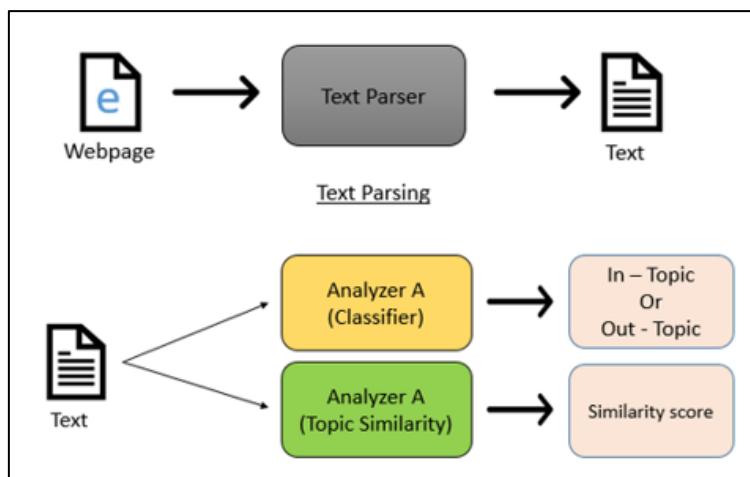 e
Webpage
Text Parser
Text
Text Parsing
Text
Analyzer A
(Classifier)
In – Topic
Or
Out - Topic
Analyzer A
(Topic Similarity)
Similarity score